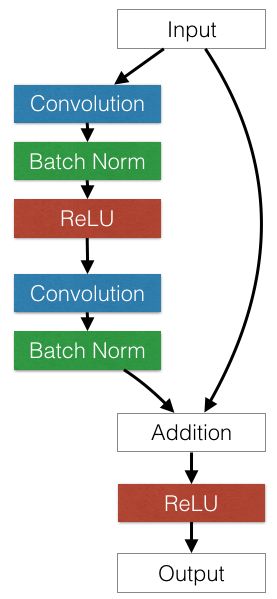 Input
Convolution
Batch Norm
ReLU
Convolution
Batch Norm
Addition
ReLU
Output